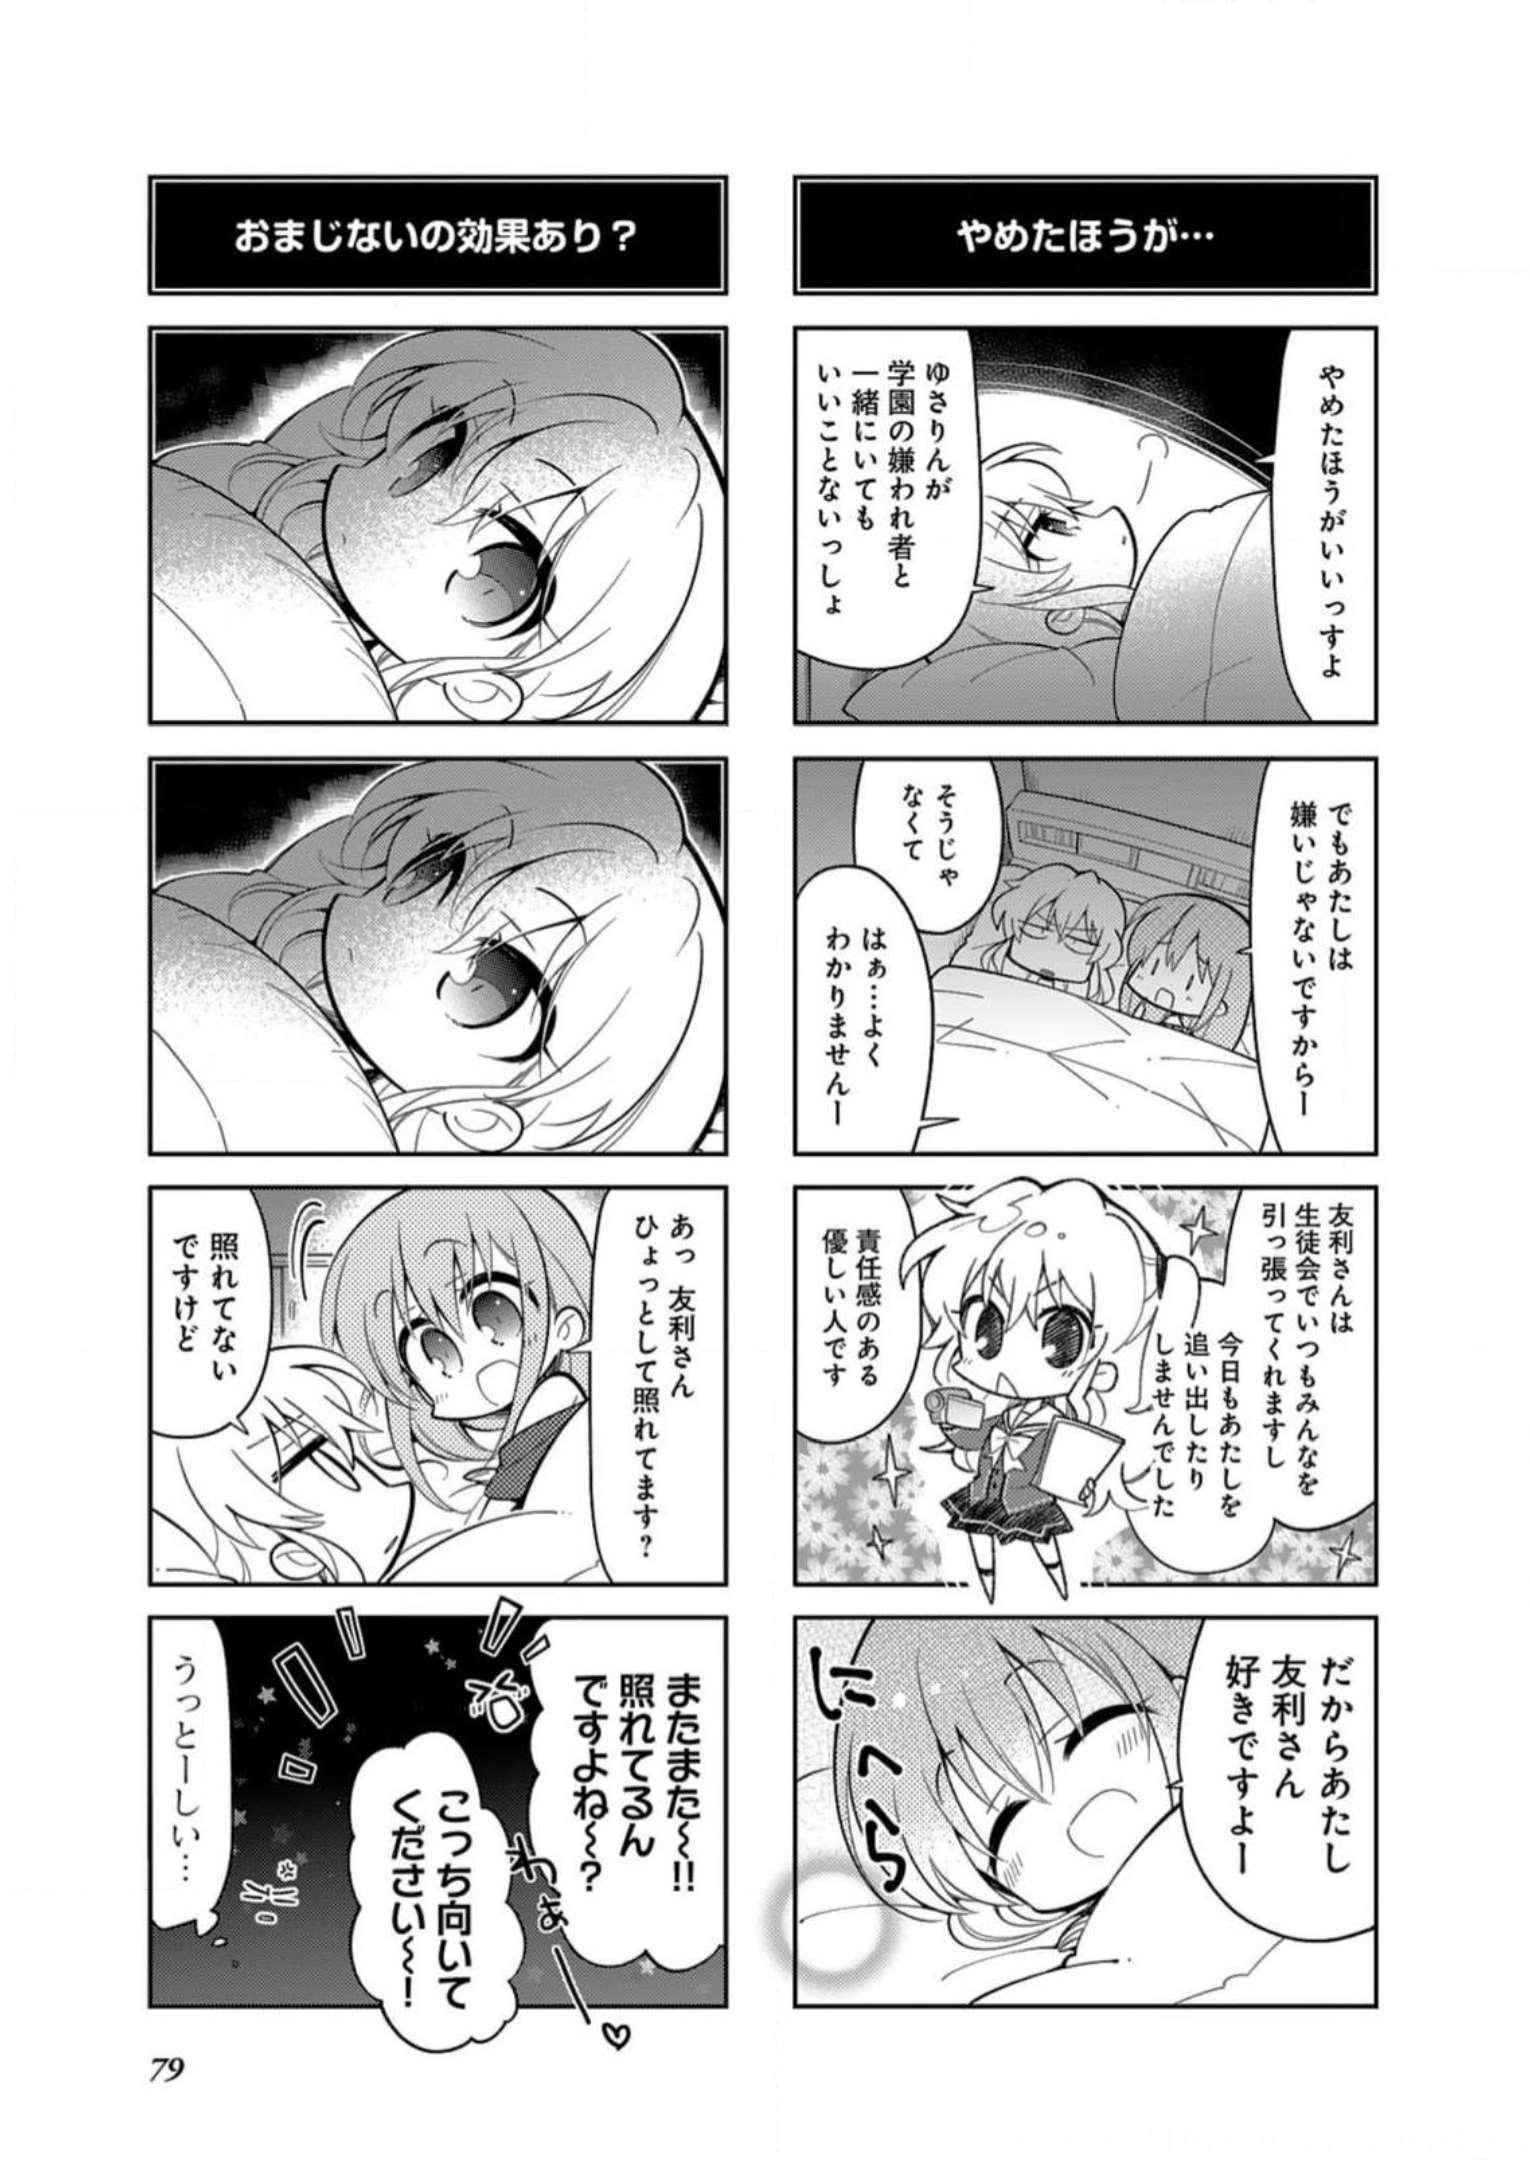 やめたほうが…
やめたほうがいいっすよ
ゆさりんが
学園の嫌われ者と
一緒にいても
いいことないっしょ
でもあたしは
嫌いじゃないですからー
そうじゃ
なくて
はぁ…よく
わかりませんー
友利さんは
生徒会でいつもみんなを
引っ張ってくれますし
今日もあたしを
追い出したり
しませんでした
責任感のある
優しい人です
だからあたし
友利さん
好きですよー
にへら
おまじないの効果あり？
あっ 友利さん
ひょっとして照れてます?
照れてない
ですけど
またまた〜!!
照れてるん
ですよね〜?
こっち向いて
ください〜!
わぁー♡
うっとーしい…
79